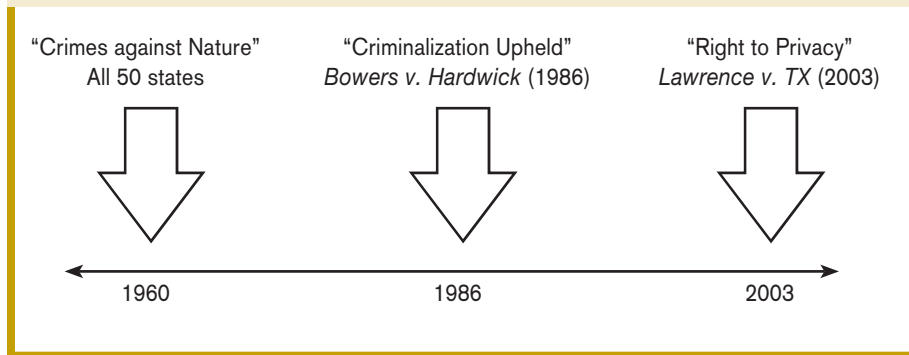 “Crimes against Nature”
All 50 states
“Criminalization Upheld”
Bowers v. Hardwick (1986)
“Right to Privacy”
Lawrence v. TX (2003)
1960
1986
2003